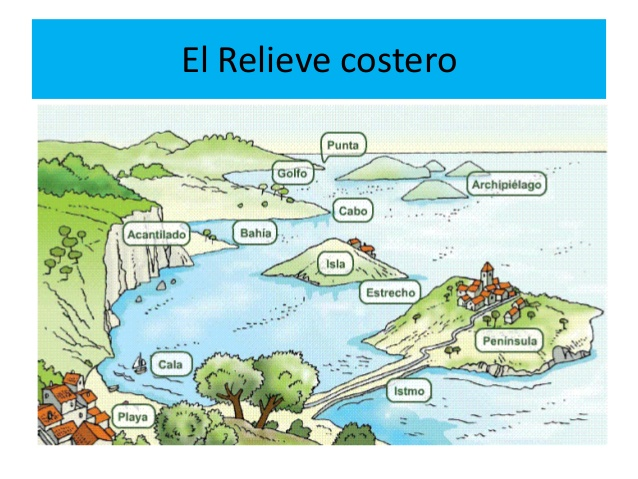 El Relieve costero
Punta
Golfo
Archipiélago
Cabo
Acantilado
Bahía
Isla
Estrecho
Península
Cala
Istmo
Playa